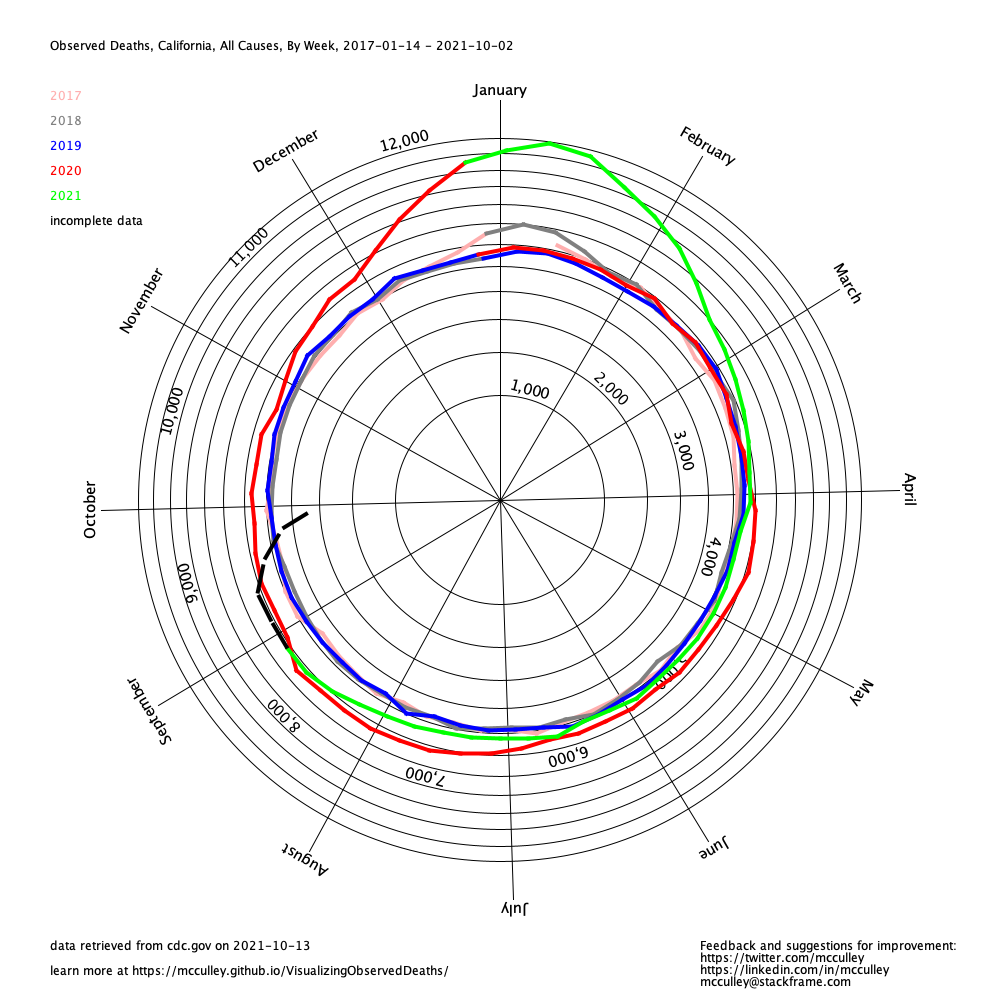 Observed Deaths, California, All Causes, By Week, 2017-01-14 - 2021-10-02
January
2017
2018
2019
2020
2021
incomplete data
December
February
12,000
11,000
November
March
1,000
2,000
10,000
3,000
October
April
4,000
9,000
5,000
September
May
8,000
6,000
7,000
August
June
July
data retrieved from cdc.gov on 2021-10-13
learn more at https://mcculley.github.io/VisualizingObservedDeaths/
Feedback and suggestions for improvement:
https://twitter.com/mcculley
https://linkedin.com/in/mcculley
mcculley@stackframe.com